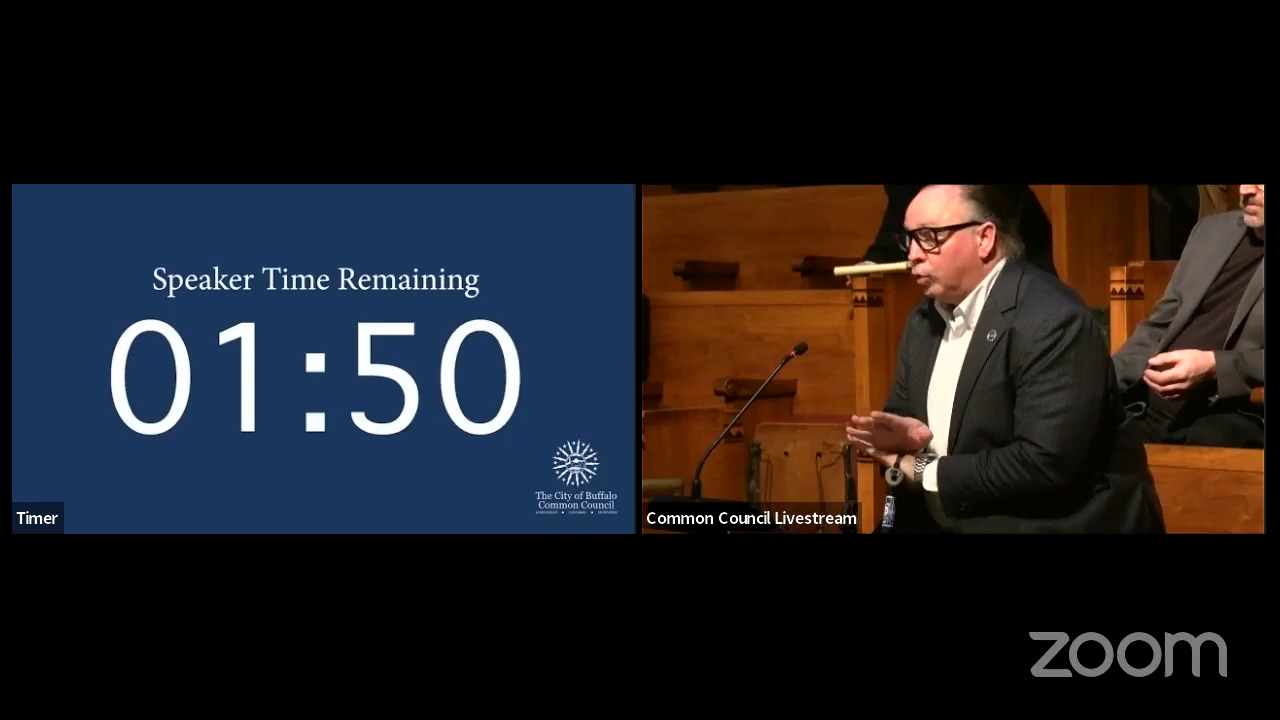 Speaker Time Remaining
01:50
The City of Buffalo
Common Council
Timer
Common Council Livestream
zoom